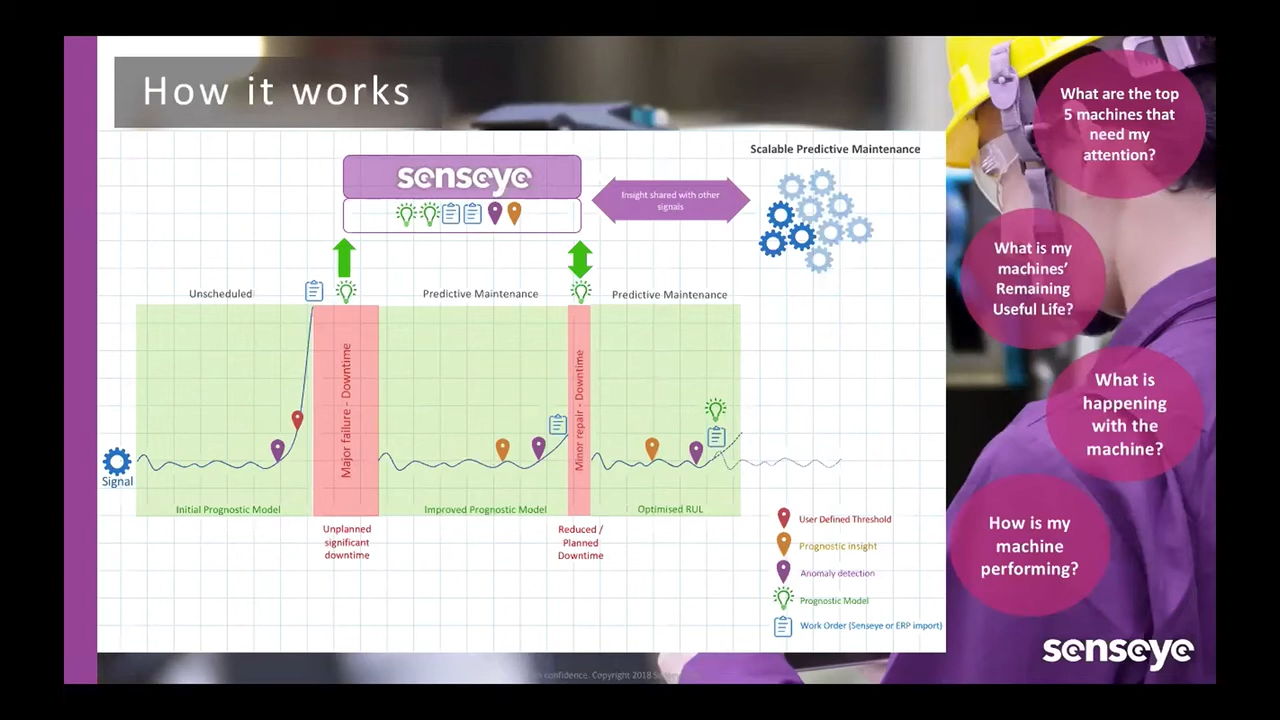 How it works
Scalable Predictive Maintenance
senseye
Insight shared with other
signals
Unscheduled
Predictive Maintenance
Predictive Maintenance
Major failure - Downtime
Minor repair - Downtime
Signal
Initial Prognostic Model
Improved Prognostic Model
Optimised RUL
Unplanned
significant
downtime
Reduced /
Planned
Downtime
User Defined Threshold
Prognostic insight
Anomaly detection
Prognostic Model
Work Order (Senseye or ERP import)
What are the top
5 machines that
need my
attention?
What is my
machines’
Remaining
Useful Life?
What is
happening
with the
machine?
How is my
machine
performing?
senseye
confidence. Copyright 2018